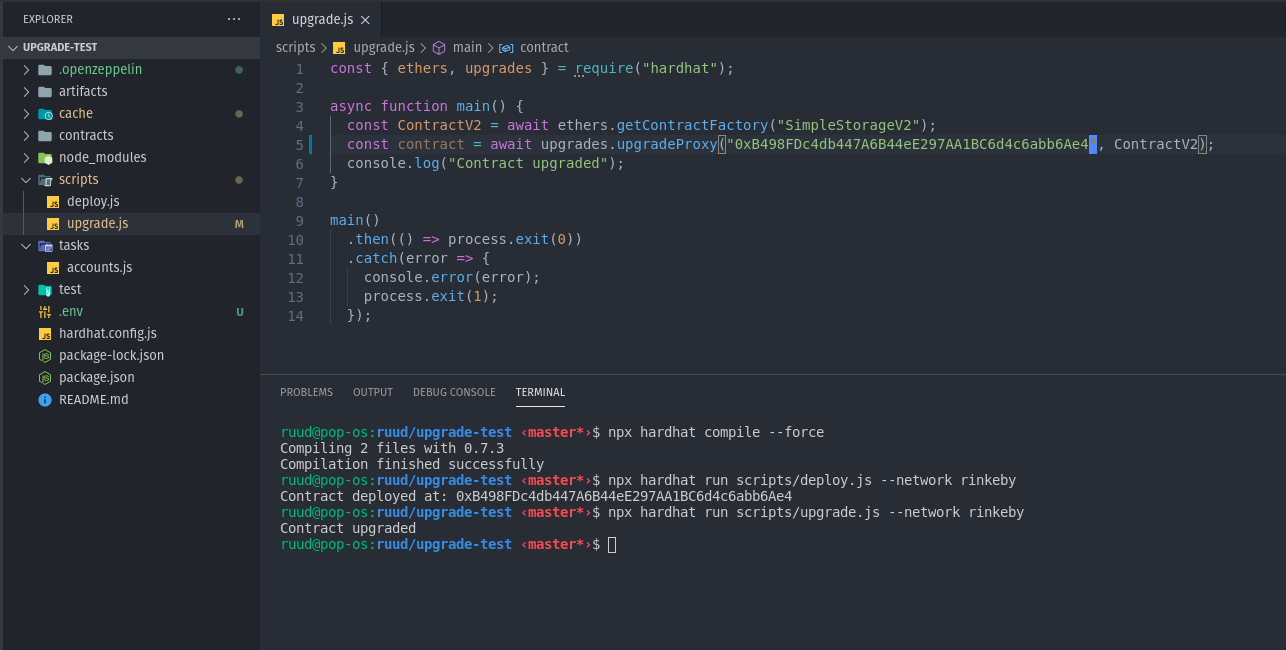 EXPLORER ...
UPGRADE-TEST
.openzeppelin
artifacts
cache
contracts
node_modules
scripts
JS deploy.js
JS upgrade.js M
tasks
JS accounts.js
test
.env U
JS hardhat.config.js
package-lock.json
package.json
README.md
JS upgrade.js ×
scripts > JS upgrade.js > main > contract
1 const { ethers, upgrades } = require("hardhat");
2
3 async function main() {
4 const ContractV2 = await ethers.getContractFactory("SimpleStorageV2");
5 const contract = await upgrades.upgradeProxy("0xB498FDc4db447A6B44eE297AA1BC6d4c6abb6Ae4", ContractV2);
6 console.log("Contract upgraded");
7 }
8
9 main()
10 .then(() => process.exit(0))
11 .catch(error => {
12 console.error(error);
13 process.exit(1);
14 });
PROBLEMS OUTPUT DEBUG CONSOLE TERMINAL
ruud@pop-os:ruud/upgrade-test ‹master*›$ npx hardhat compile --force
Compiling 2 files with 0.7.3
Compilation finished successfully
ruud@pop-os:ruud/upgrade-test ‹master*›$ npx hardhat run scripts/deploy.js --network rinkeby
Contract deployed at: 0xB498FDc4db447A6B44eE297AA1BC6d4c6abb6Ae4
ruud@pop-os:ruud/upgrade-test ‹master*›$ npx hardhat run scripts/upgrade.js --network rinkeby
Contract upgraded
ruud@pop-os:ruud/upgrade-test ‹master*›$